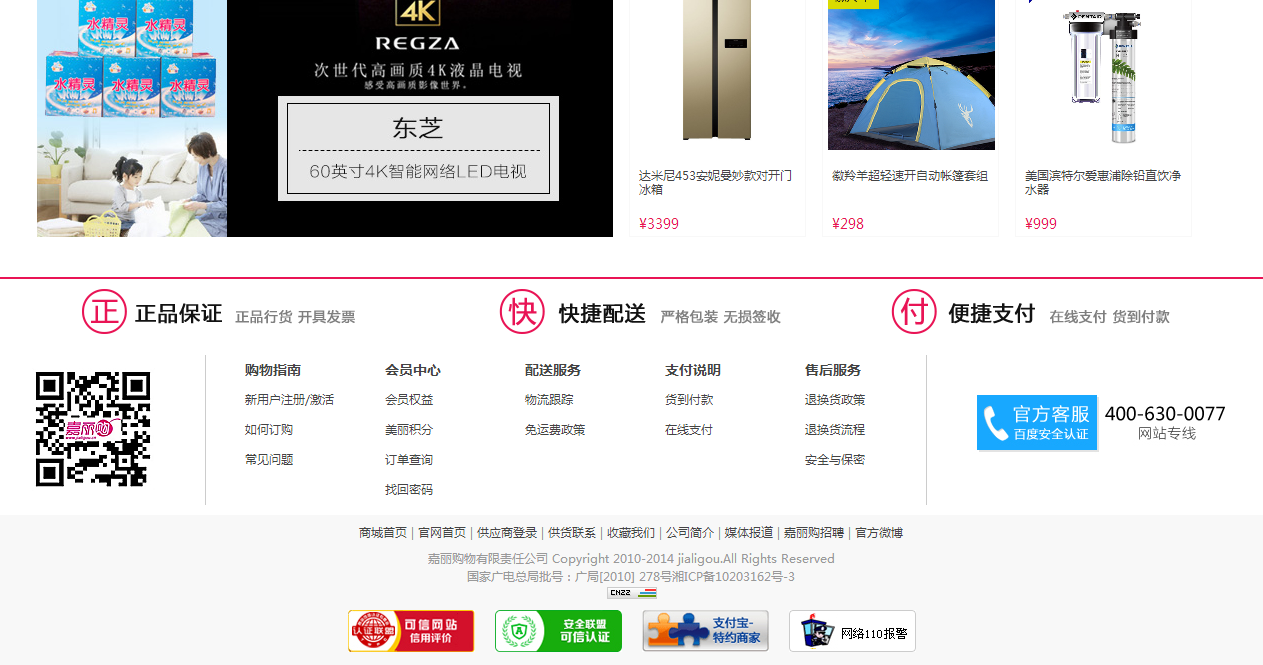 水精灵 水精灵
水精灵 水精灵 水精灵
4K
REGZA
次世代高画质4K液晶电视
感受高画质影像世界。
东芝
60英寸4K智能网络LED电视
达米尼453安妮曼妙款对开门
冰箱
¥3399
徽羚羊超轻速开自动帐篷套组
¥298
PENTAIR
美国滨特尔爱惠浦除铅直饮净
水器
¥999
正 正品保证 正品行货 开具发票
快 快捷配送 严格包装 无损签收
付 便捷支付 在线支付 货到付款
嘉丽购
www.jialigou.cn
购物指南
新用户注册/激活
如何订购
常见问题
会员中心
会员权益
美丽积分
订单查询
找回密码
配送服务
物流跟踪
免运费政策
支付说明
货到付款
在线支付
售后服务
退换货政策
退换货流程
安全与保密
官方客服
百度安全认证
400-630-0077
网站专线
商城首页 | 官网首页 | 供应商登录 | 供货联系 | 收藏我们 | 公司简介 | 媒体报道 | 嘉丽购招聘 | 官方微博
嘉丽购物有限责任公司 Copyright 2010-2014 jialigou.All Rights Reserved
国家广电总局批号：广局[2010] 278号湘ICP备10203162号-3
CNZZ
认证联盟 可信网站
信用评价
安全联盟
可信认证
支付宝-
特约商家
网络110报警